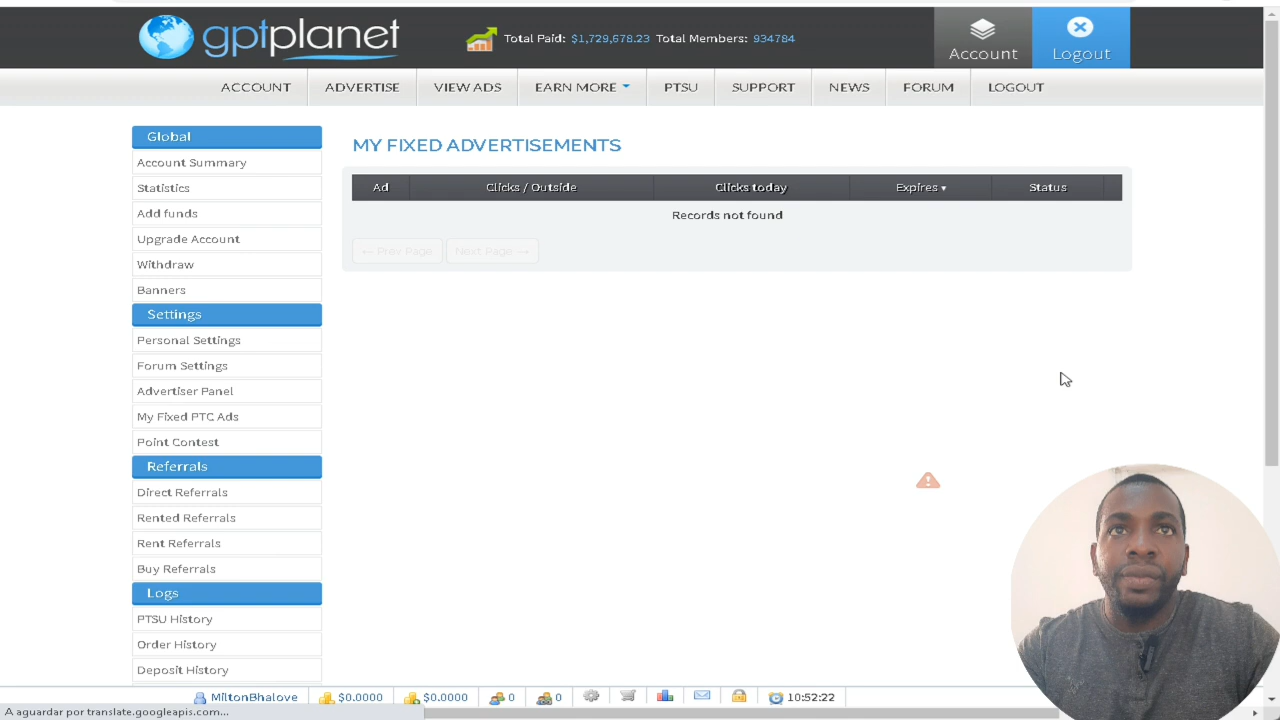 gptplanet
Total Paid: $1,729,678.23 Total Members: 934784
Account
Logout
ACCOUNT
ADVERTISE
VIEW ADS
EARN MORE
PTSU
SUPPORT
NEWS
FORUM
LOGOUT
Global
Account Summary
Statistics
Add funds
Upgrade Account
Withdraw
Banners
Settings
Personal Settings
Forum Settings
Advertiser Panel
My Fixed PTC Ads
Point Contest
Referrals
Direct Referrals
Rented Referrals
Rent Referrals
Buy Referrals
Logs
PTSU History
Order History
Deposit History
MY FIXED ADVERTISEMENTS
Ad
Clicks / Outside
Clicks today
Expires ▾
Status
Records not found
← Prev Page
Next Page →
MiltonBhalove
$0.0000
$0.0000
0
0
10:52:22
A aguardar por translate.googleapis.com...